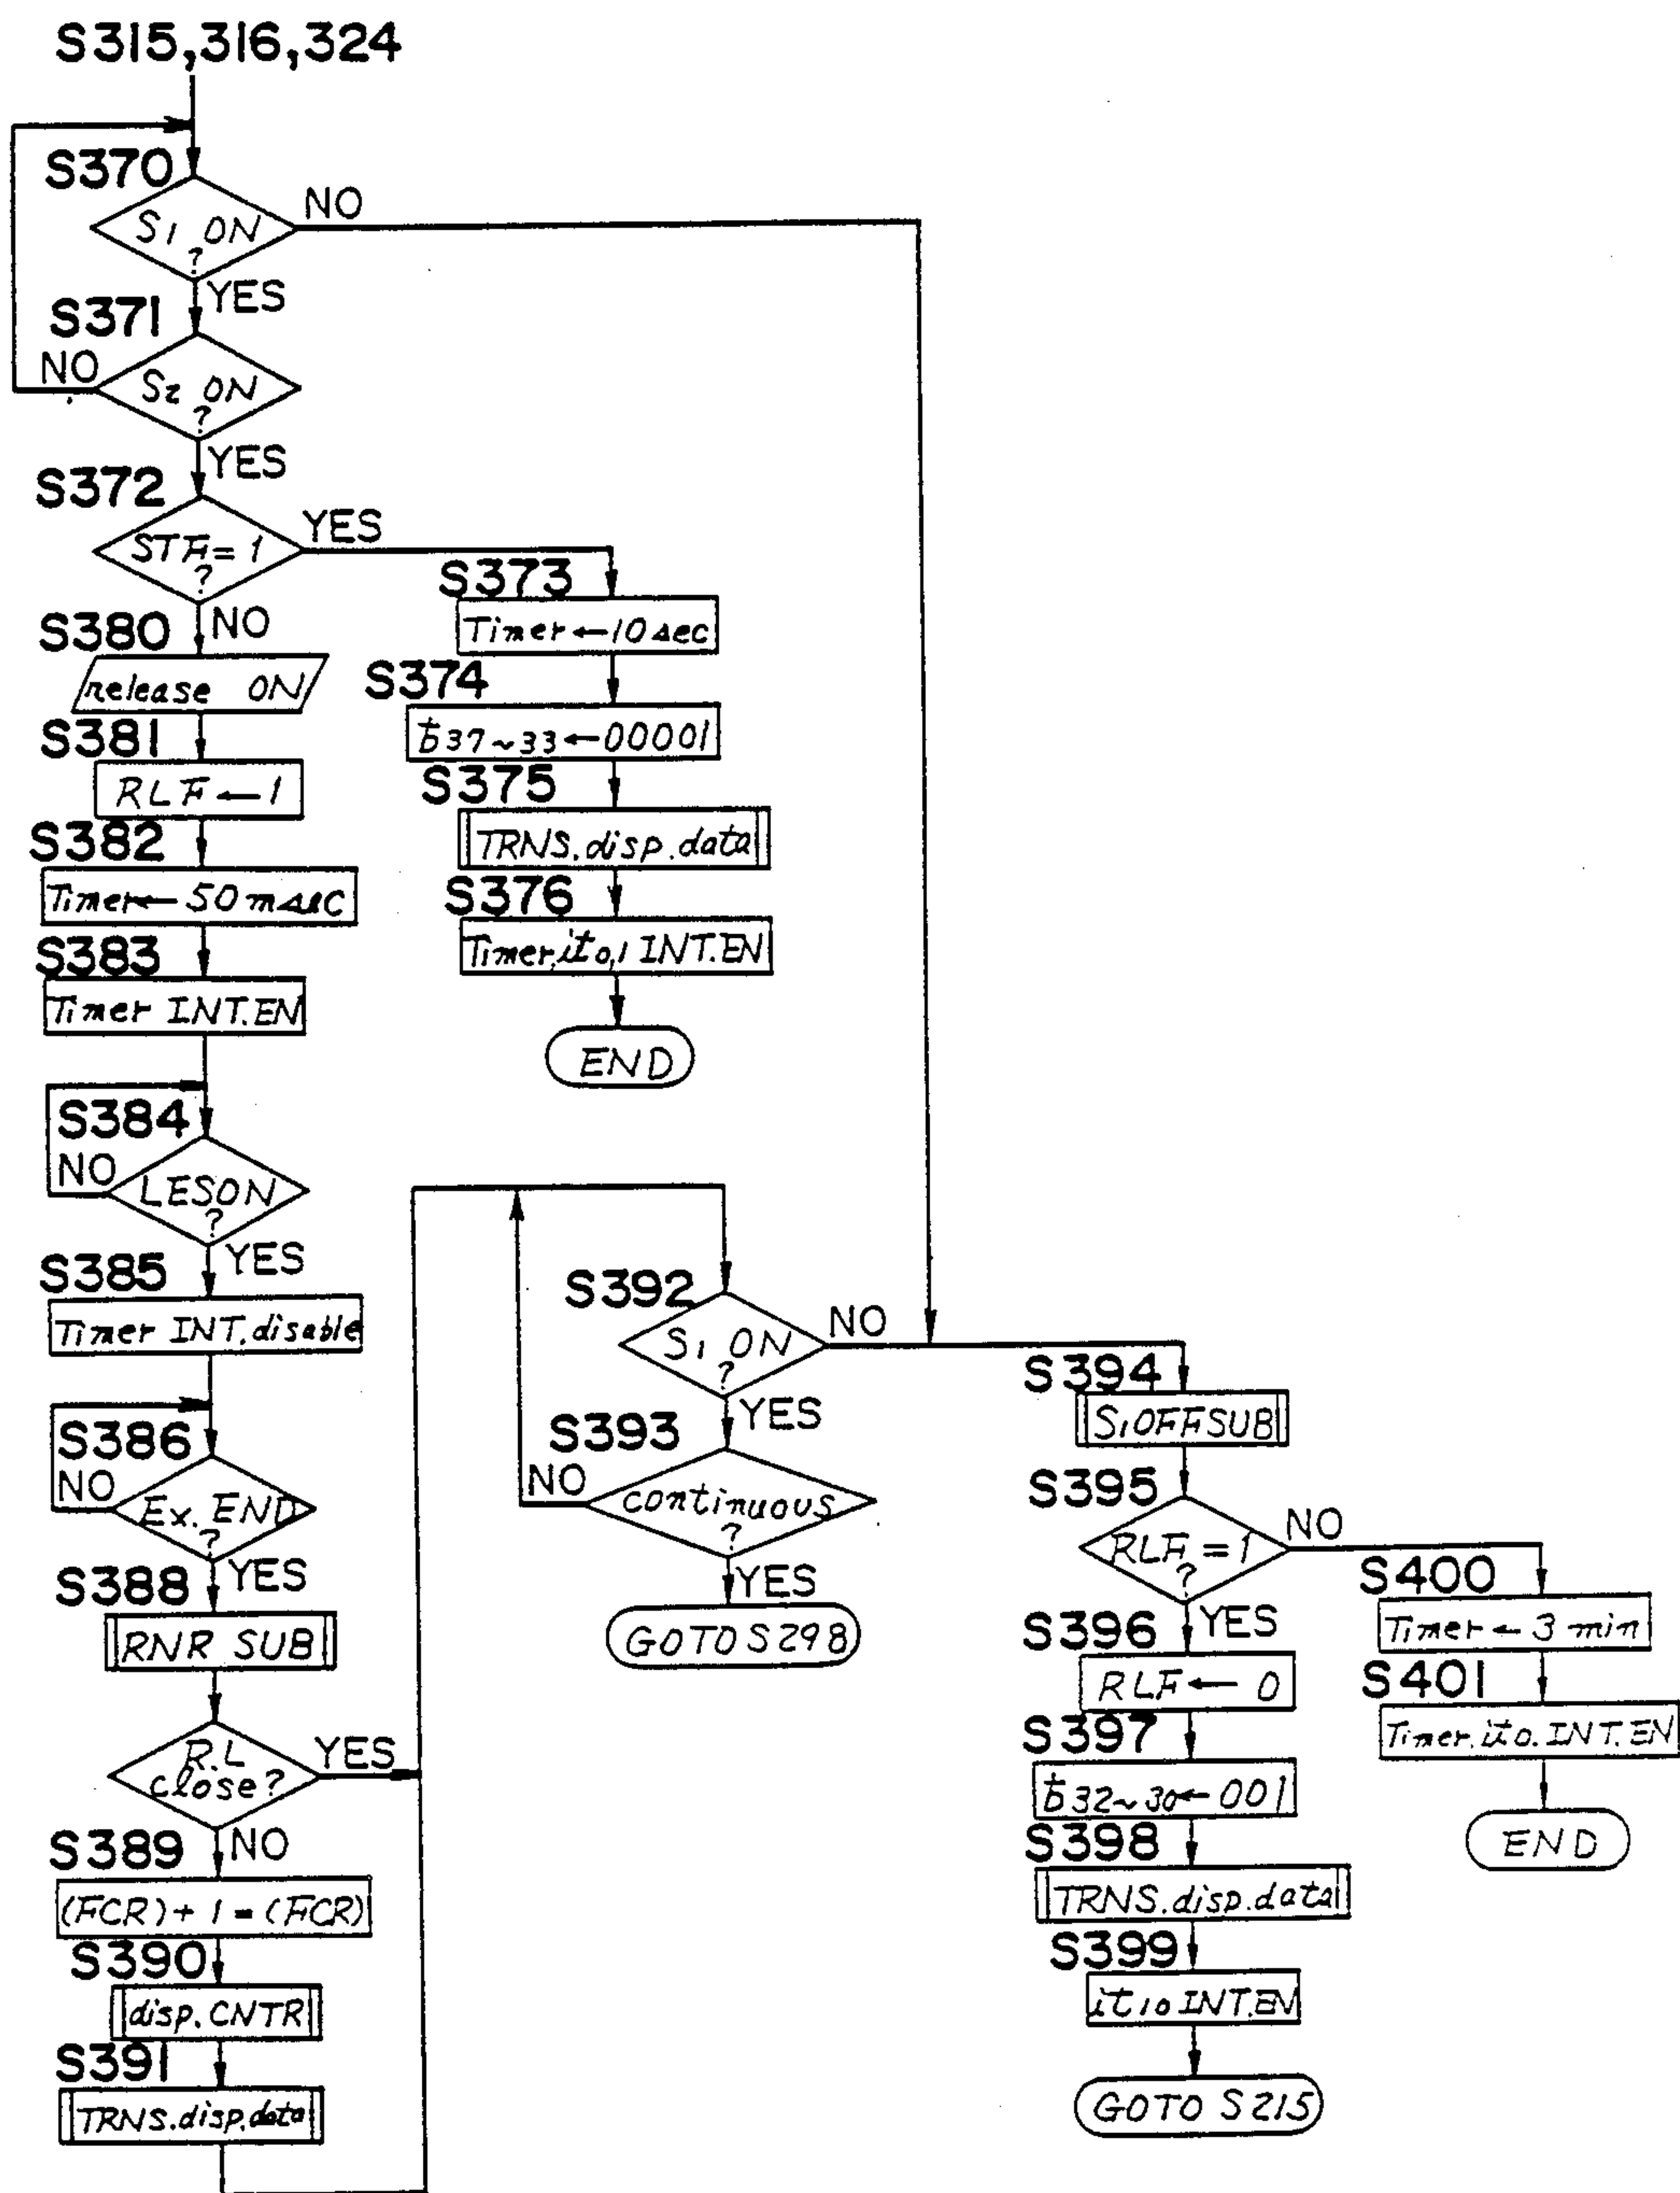 S315,316,324
S370
S1 ON
?
NO
YES
S371
NO
S2 ON
?
YES
S372
STF=1
?
YES
NO
S373
Timer←10sec
S374
b37~33←00001
S375
TRNS.disp.data
S376
Timer,it0,1 INT.EN
END
S380
release ON
S381
RLF←1
S382
Timer←50msec
S383
Timer INT.EN
S384
NO
LESON
?
YES
S385
Timer INT.disable
S386
NO
Ex. END
?
YES
S388
RNR SUB
R.L
close?
YES
NO
S389
(FCR)+1=(FCR)
S390
disp.CNTR
S391
TRNS.disp.data
S392
S1 ON
?
NO
YES
S393
NO
continuous
?
YES
GOTO S298
S394
S1OFFSUB
S395
RLF=1
?
NO
YES
S396
RLF←0
S397
b32~30←001
S398
TRNS.disp.data
S399
it10 INT.EN
GOTO S215
S400
Timer←3 min
S401
Timer.it0.INT.EN
END